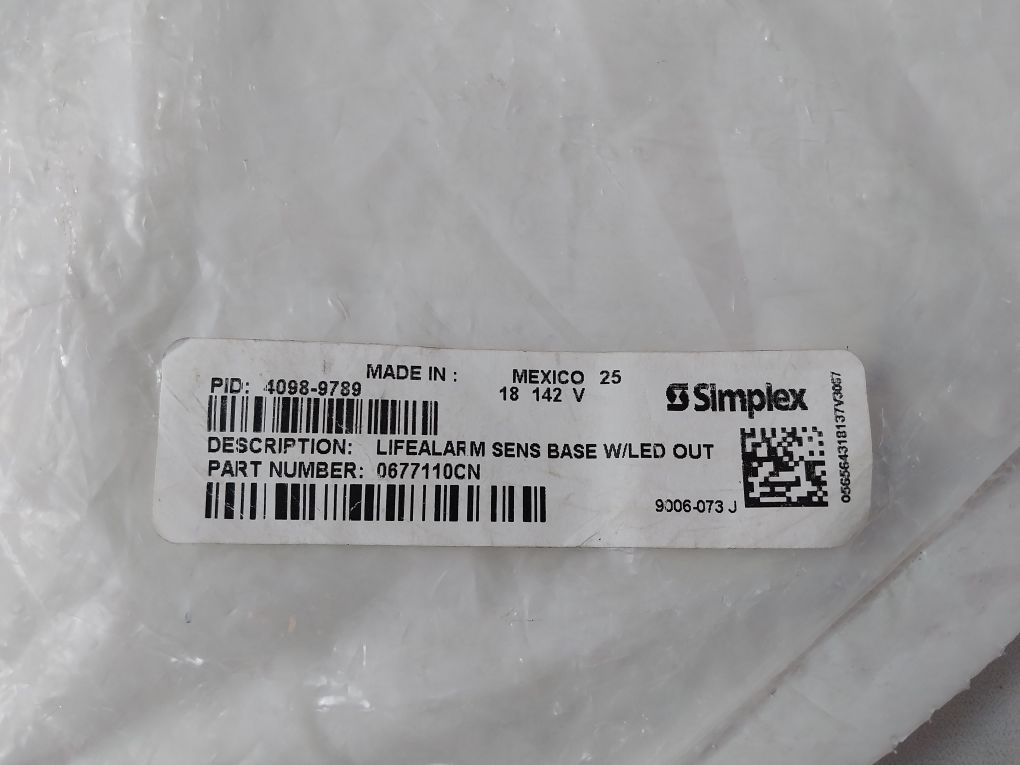 MADE IN : MEXICO 25
PID: 4098-9789 18 142 V
Simplex
DESCRIPTION: LIFEALARM SENS BASE W/LED OUT
PART NUMBER: 0677110CN
9006-073 J
056564318137V3087